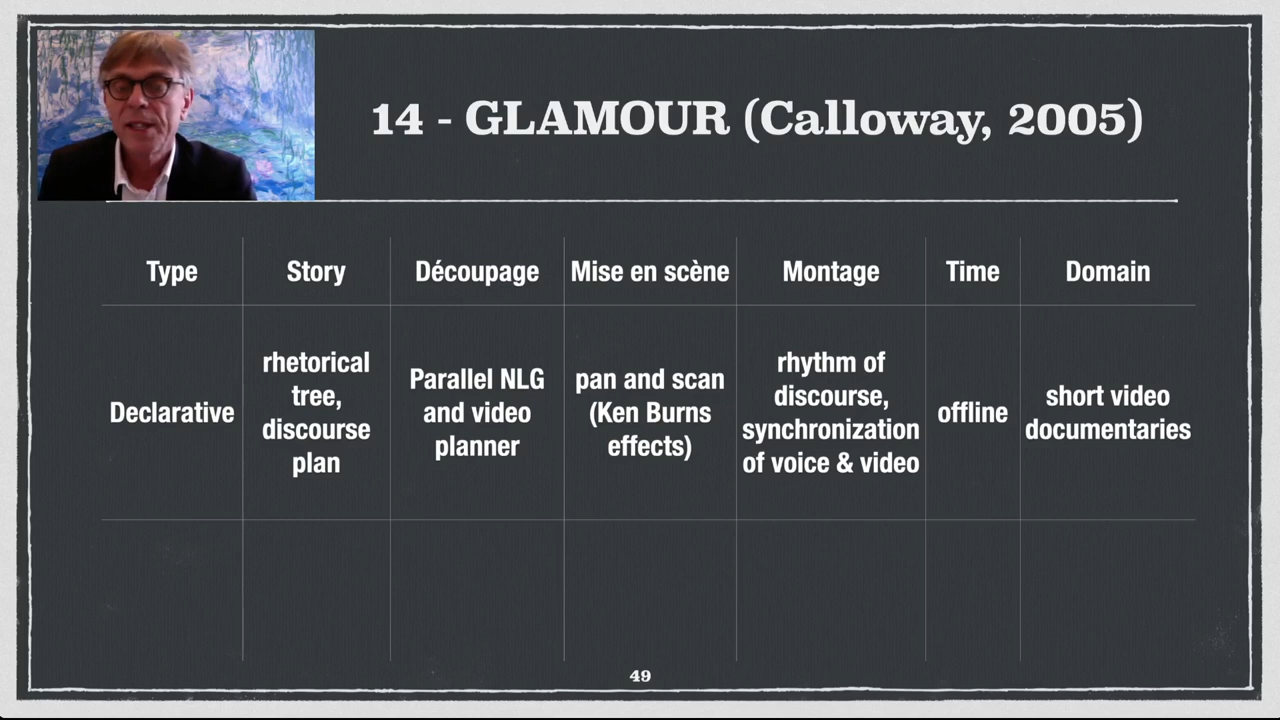 14 - GLAMOUR (Calloway, 2005)
Type
Story
Découpage
Mise en scène
Montage
Time
Domain
Declarative
rhetorical
tree,
discourse
plan
Parallel NLG
and video
planner
pan and scan
(Ken Burns
effects)
rhythm of
discourse,
synchronization
of voice & video
offline
short video
documentaries
49